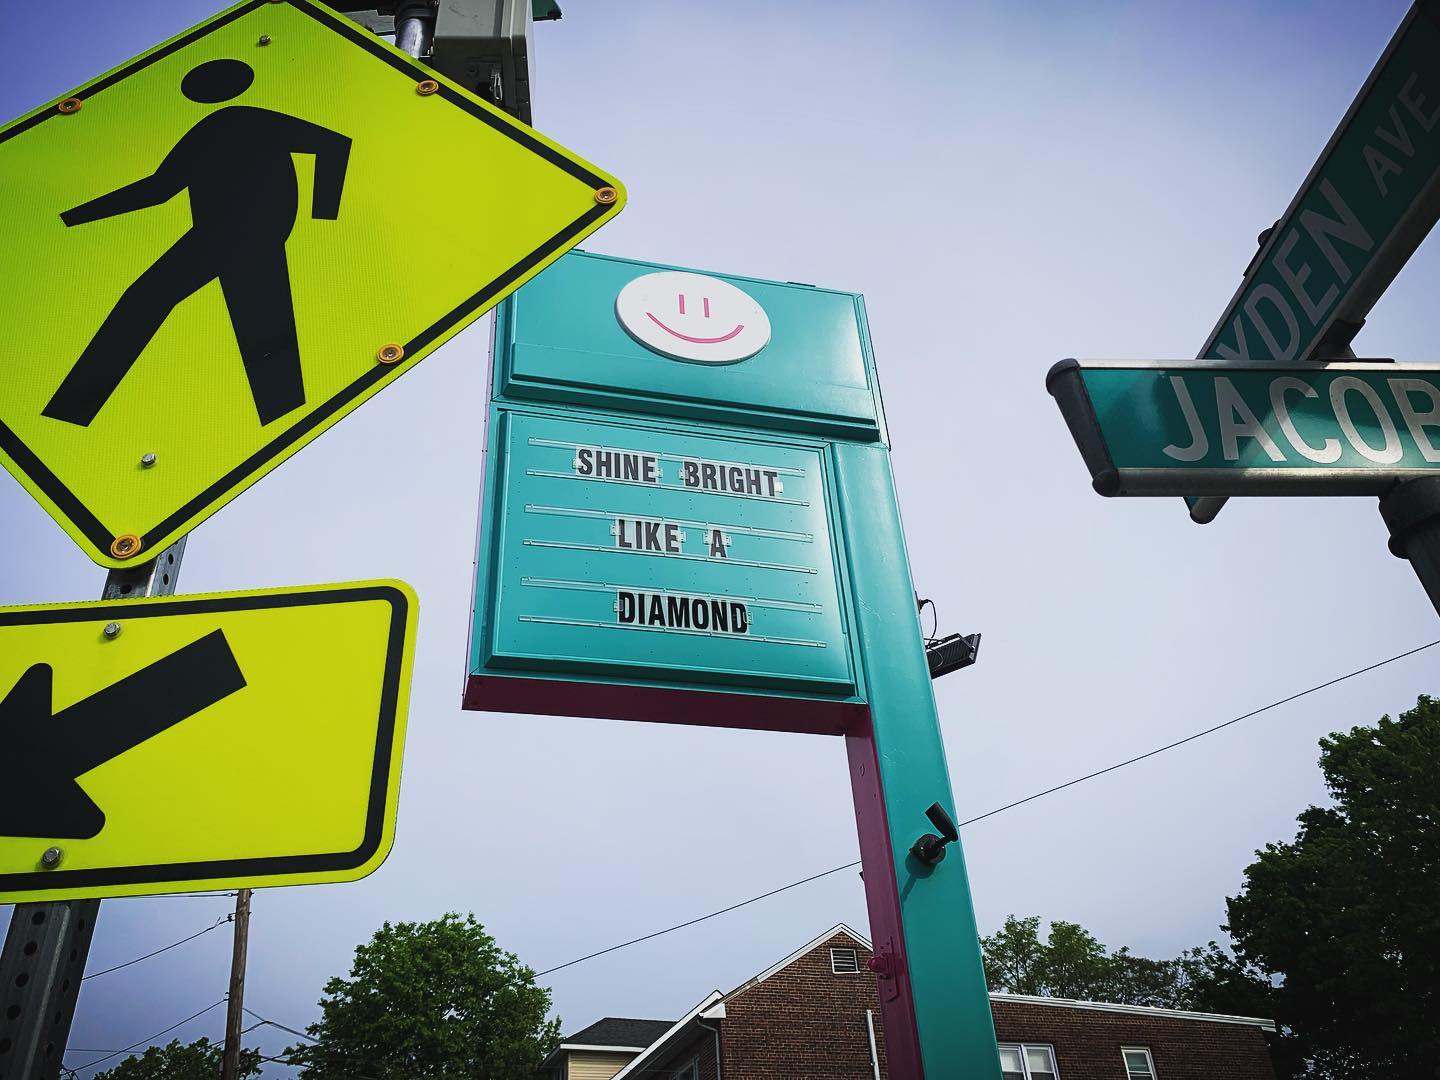 SHINE BRIGHT
LIKE A
DIAMOND
YDEN AVE
JACOB